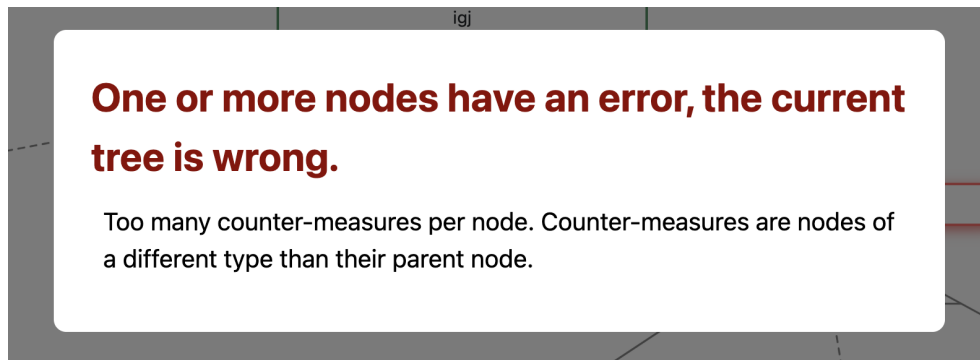 igj
One or more nodes have an error, the current
tree is wrong.
Too many counter-measures per node. Counter-measures are nodes of
a different type than their parent node.